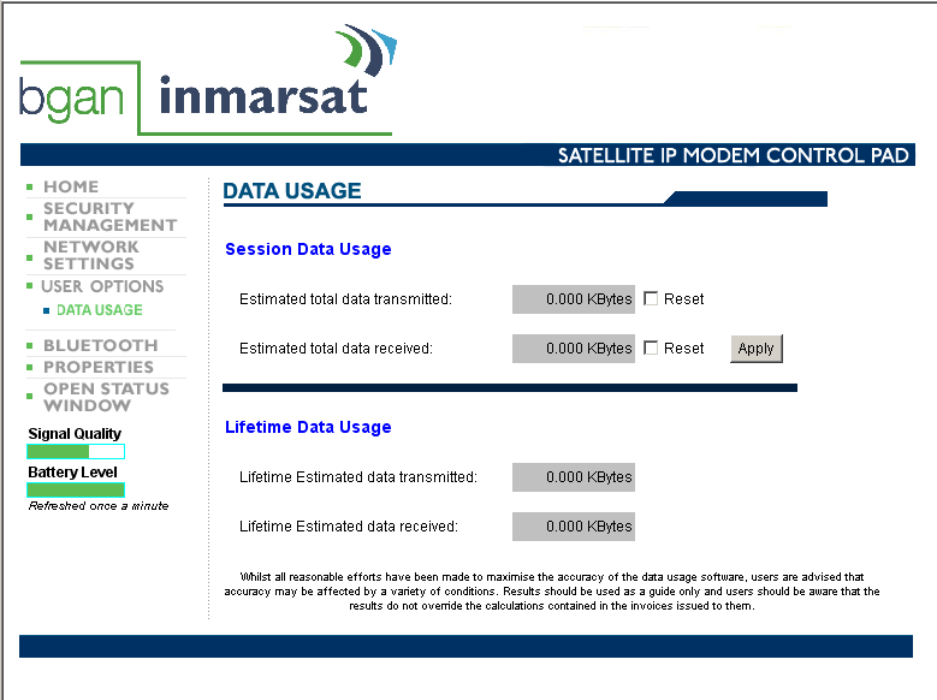 bgan inmarsat
SATELLITE IP MODEM CONTROL PAD
HOME
SECURITY
MANAGEMENT
NETWORK
SETTINGS
USER OPTIONS
DATA USAGE
BLUETOOTH
PROPERTIES
OPEN STATUS
WINDOW
Signal Quality
Battery Level
Refreshed once a minute
DATA USAGE
Session Data Usage
Estimated total data transmitted: 0.000 KBytes Reset
Estimated total data received: 0.000 KBytes Reset Apply
Lifetime Data Usage
Lifetime Estimated data transmitted: 0.000 KBytes
Lifetime Estimated data received: 0.000 KBytes
Whilst all reasonable efforts have been made to maximise the accuracy of the data usage software, users are advised that
accuracy may be affected by a variety of conditions. Results should be used as a guide only and users should be aware that the
results do not override the calculations contained in the invoices issued to them.